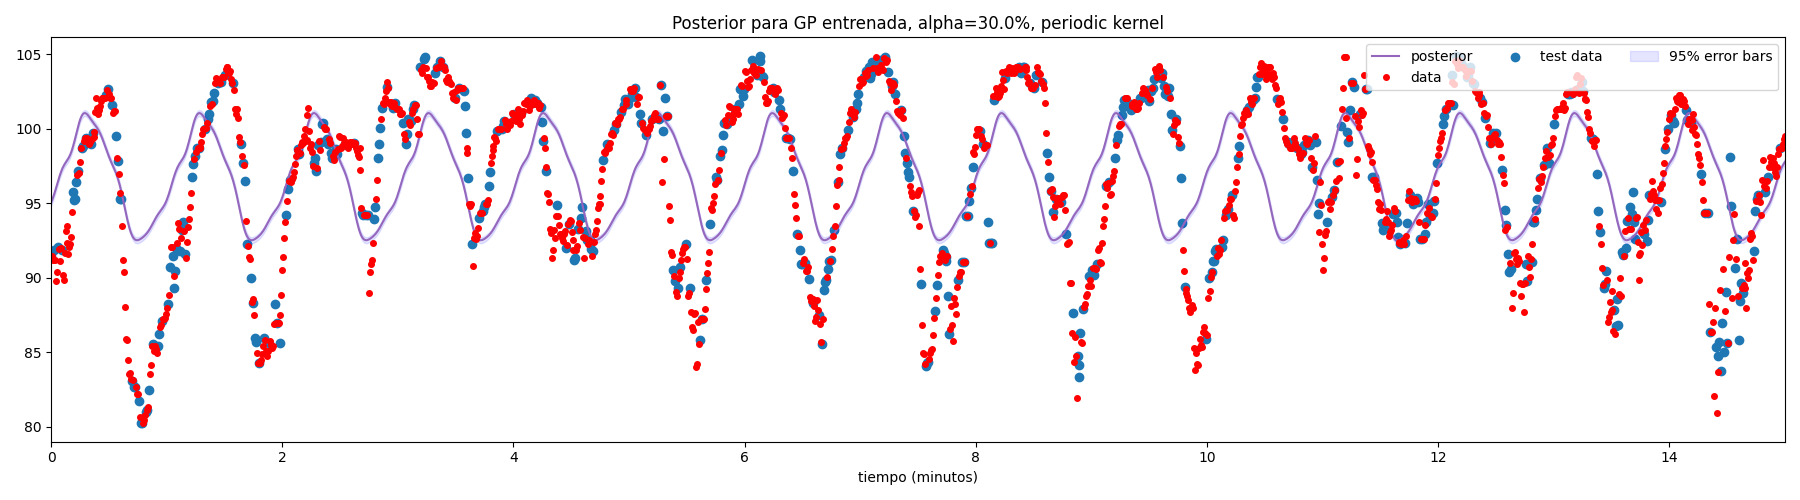 Posterior para GP entrenada, alpha=30.0%, periodic kernel
posterior
data
test data
95% error bars
105
100
95
90
85
80
0 2 4 6 8 10 12 14
tiempo (minutos)